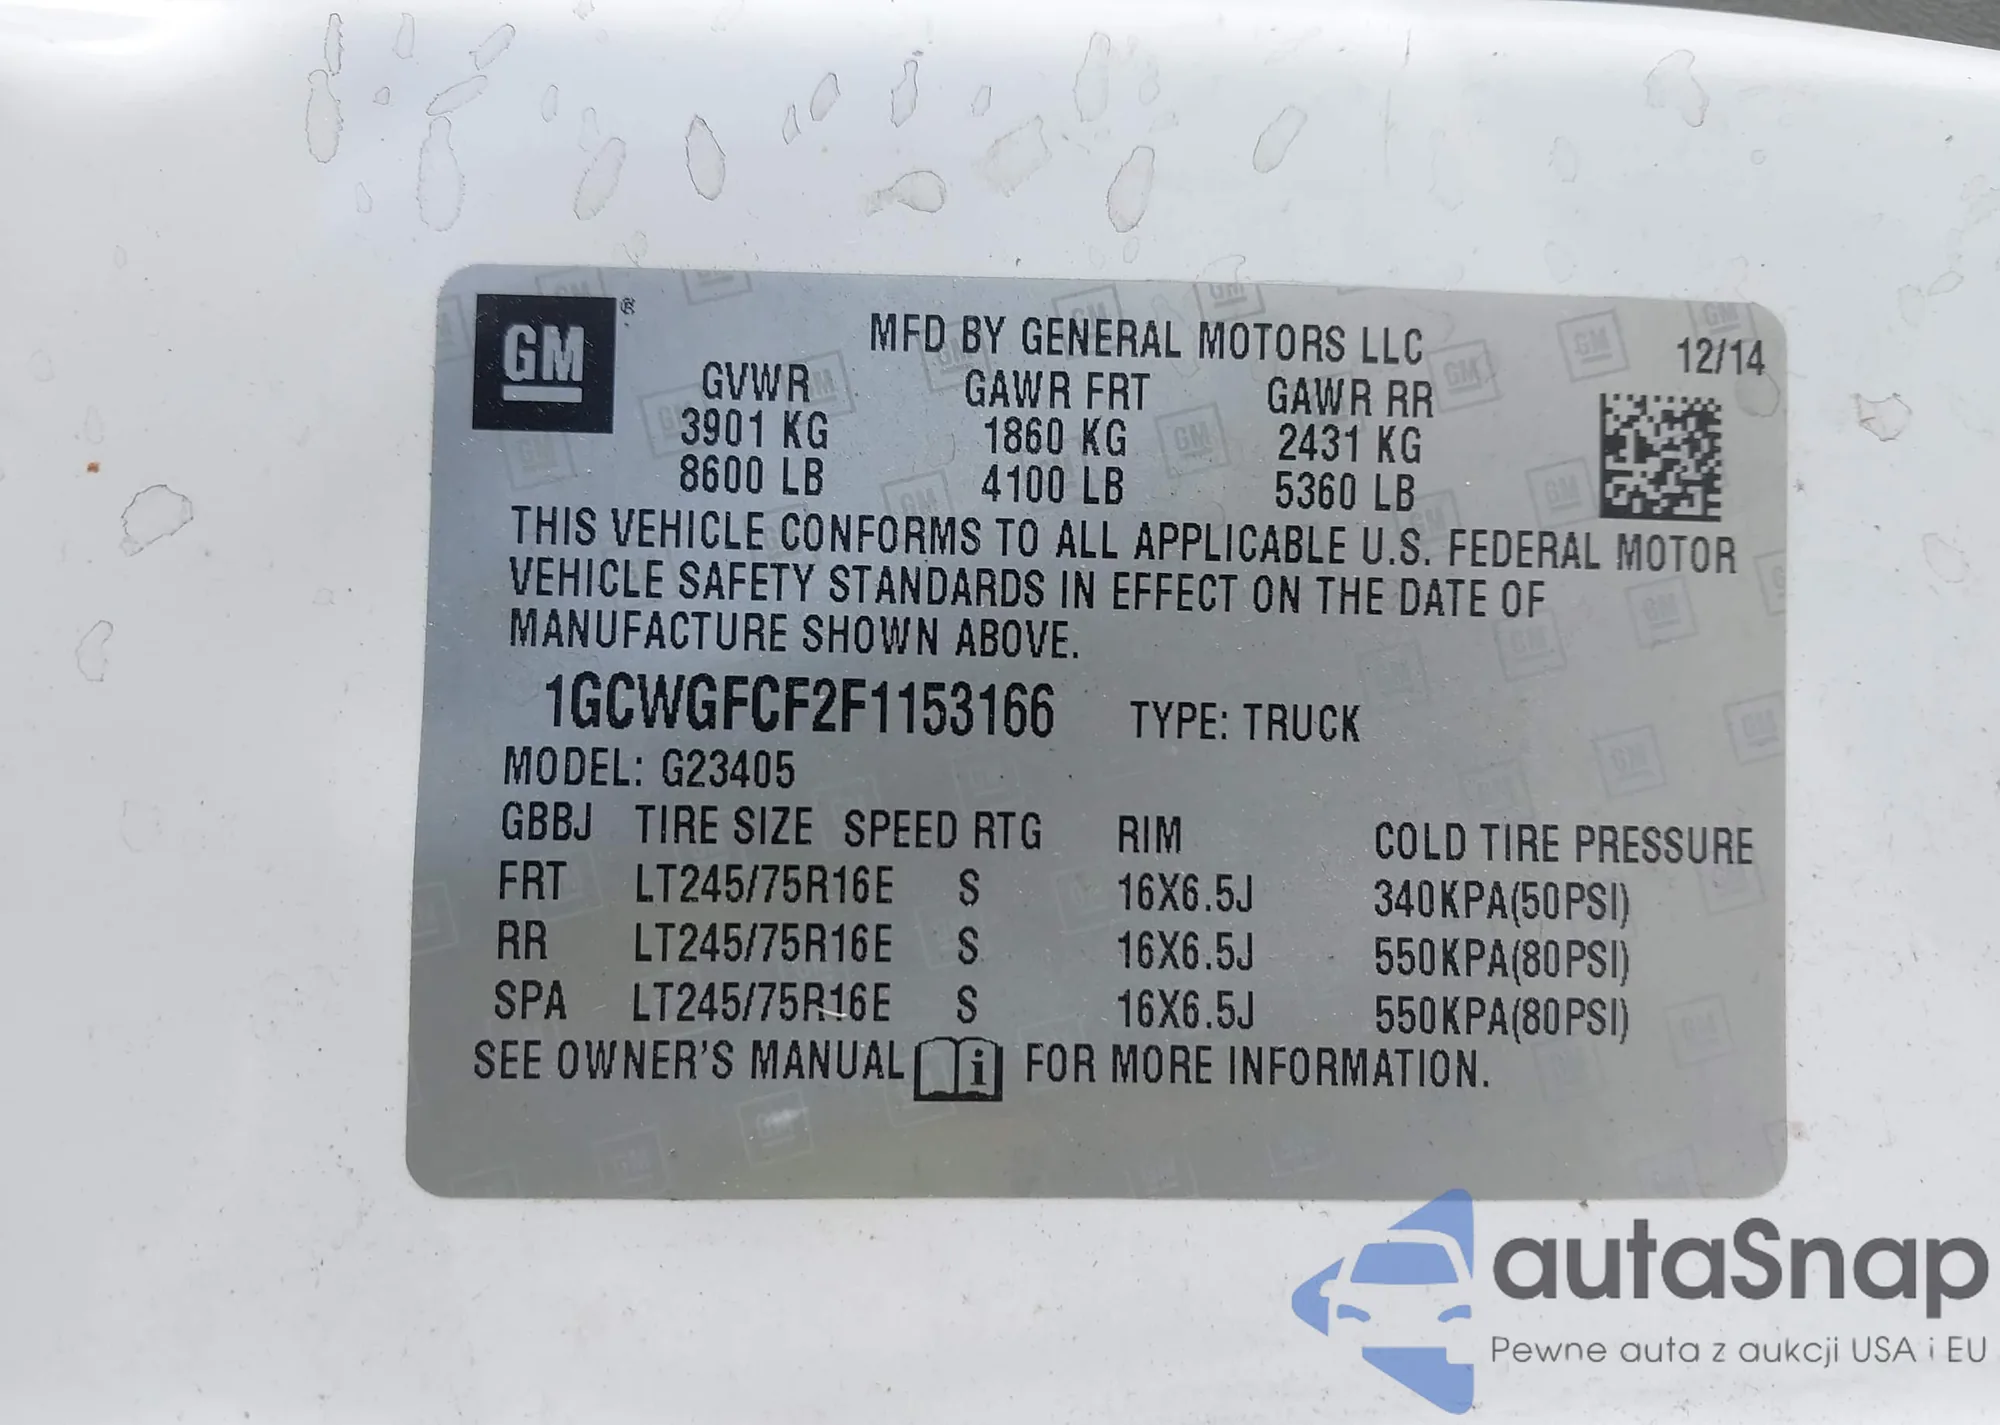 GM®
MFD BY GENERAL MOTORS LLC 12/14
GVWR GAWR FRT GAWR RR
3901 KG 1860 KG 2431 KG
8600 LB 4100 LB 5360 LB
THIS VEHICLE CONFORMS TO ALL APPLICABLE U.S. FEDERAL MOTOR
VEHICLE SAFETY STANDARDS IN EFFECT ON THE DATE OF
MANUFACTURE SHOWN ABOVE.
1GCWGFCF2F1153166 TYPE: TRUCK
MODEL: G23405
GBBJ TIRE SIZE SPEED RTG RIM COLD TIRE PRESSURE
FRT LT245/75R16E S 16X6.5J 340KPA(50PSI)
RR LT245/75R16E S 16X6.5J 550KPA(80PSI)
SPA LT245/75R16E S 16X6.5J 550KPA(80PSI)
SEE OWNER'S MANUAL i FOR MORE INFORMATION.
autaSnap
Pewne auta z aukcji USA i EU